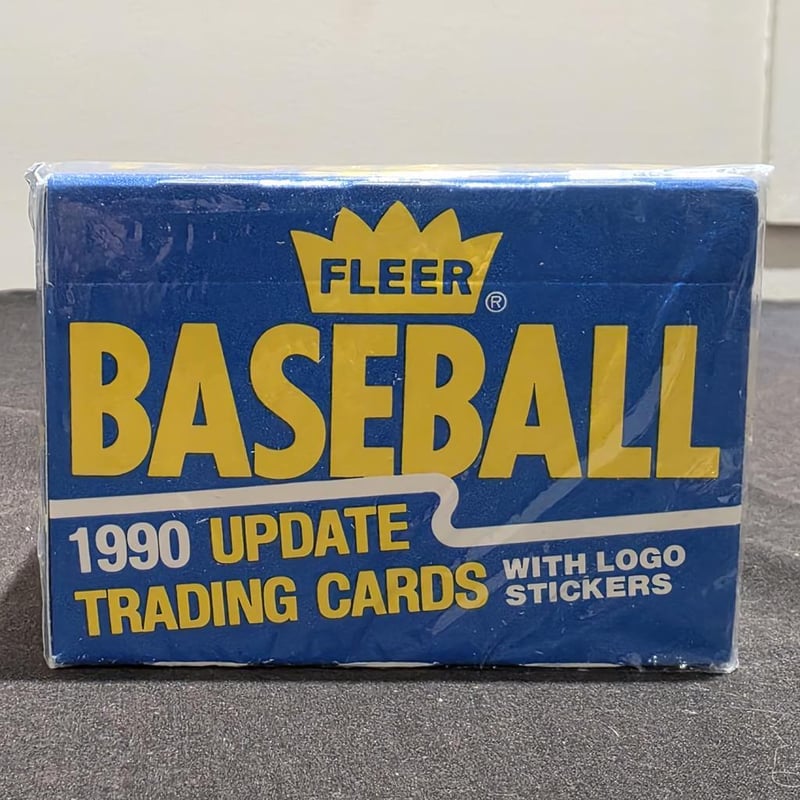 FLEER®
BASEBALL
1990 UPDATE
TRADING CARDS
WITH LOGO
STICKERS